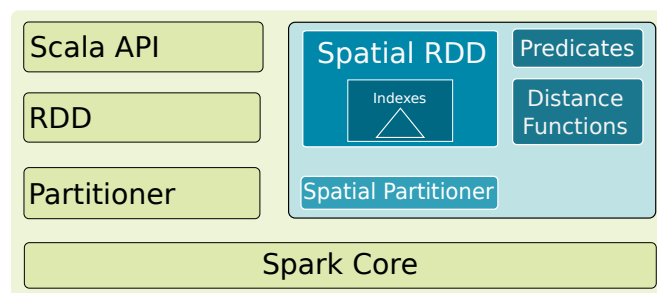 Scala API
RDD
Partitioner
Spatial RDD
Indexes
Predicates
Distance
Functions
Spatial Partitioner
Spark Core